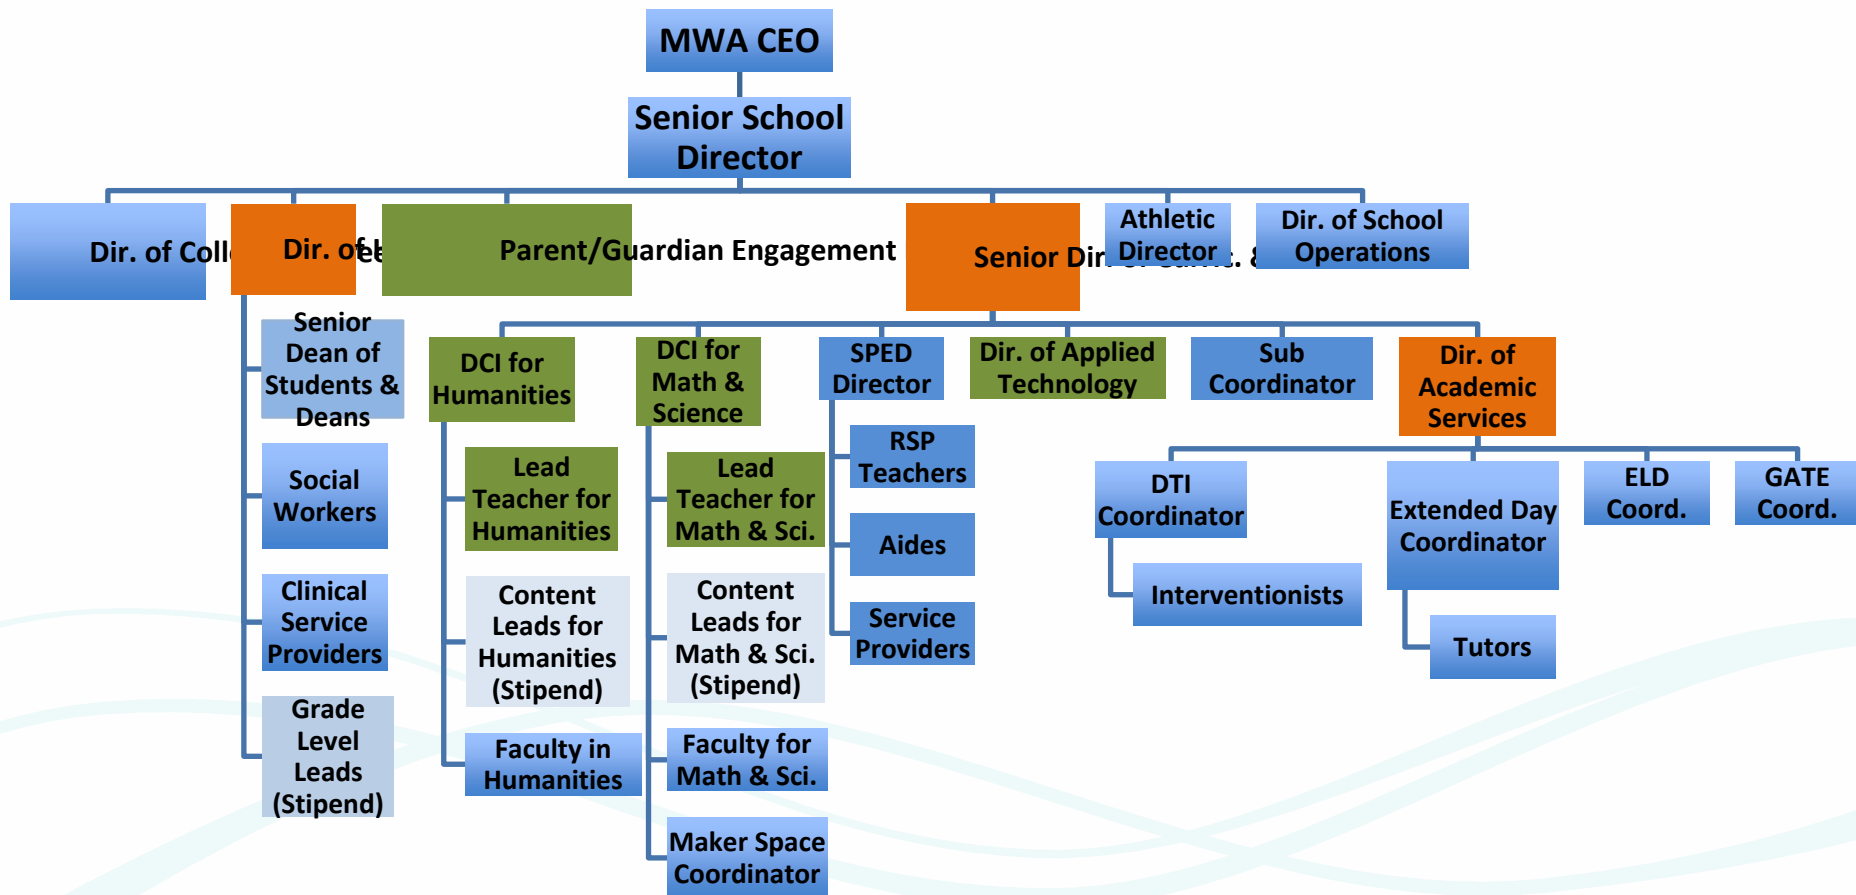 MWA CEO
Senior School
Director
Dir. of
Dir. of
Parent/Guardian Engagement
Senior Dir.
Athletic
Director
Dir. of School
Operations
Senior
Dean of
Students &
Deans
Social
Workers
Clinical
Service
Providers
Grade
Level
Leads
(Stipend)
DCI for
Humanities
Lead
Teacher for
Humanities
Content
Leads for
Humanities
(Stipend)
Faculty in
Humanities
DCI for
Math &
Science
Lead
Teacher for
Math & Sci.
Content
Leads for
Math & Sci.
(Stipend)
Faculty for
Math & Sci.
Maker Space
Coordinator
SPED
Director
RSP
Teachers
Aides
Service
Providers
Dir. of Applied
Technology
Sub
Coordinator
Dir. of
Academic
Services
DTI
Coordinator
Interventionists
Extended Day
Coordinator
Tutors
ELD
Coord.
GATE
Coord.